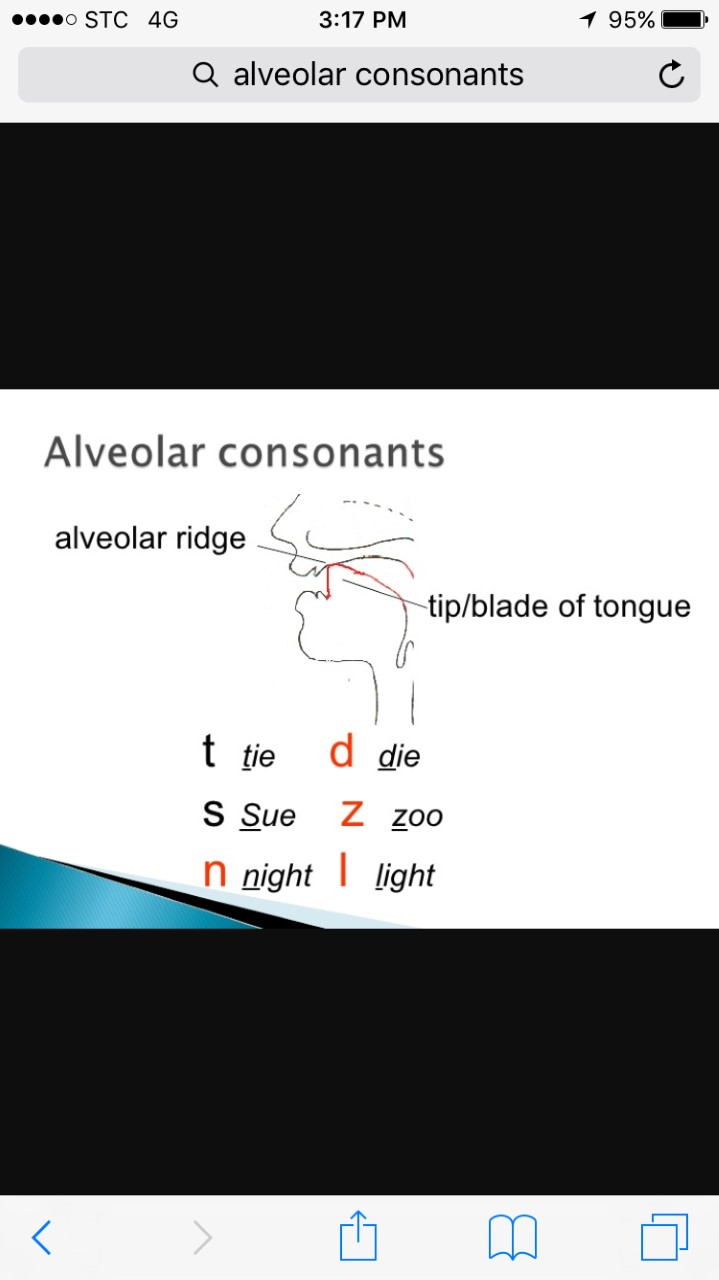 STC 4G 3:17 PM 95%
alveolar consonants
Alveolar consonants
alveolar ridge
tip/blade of tongue
t tie d die
s Sue z zoo
n night l light